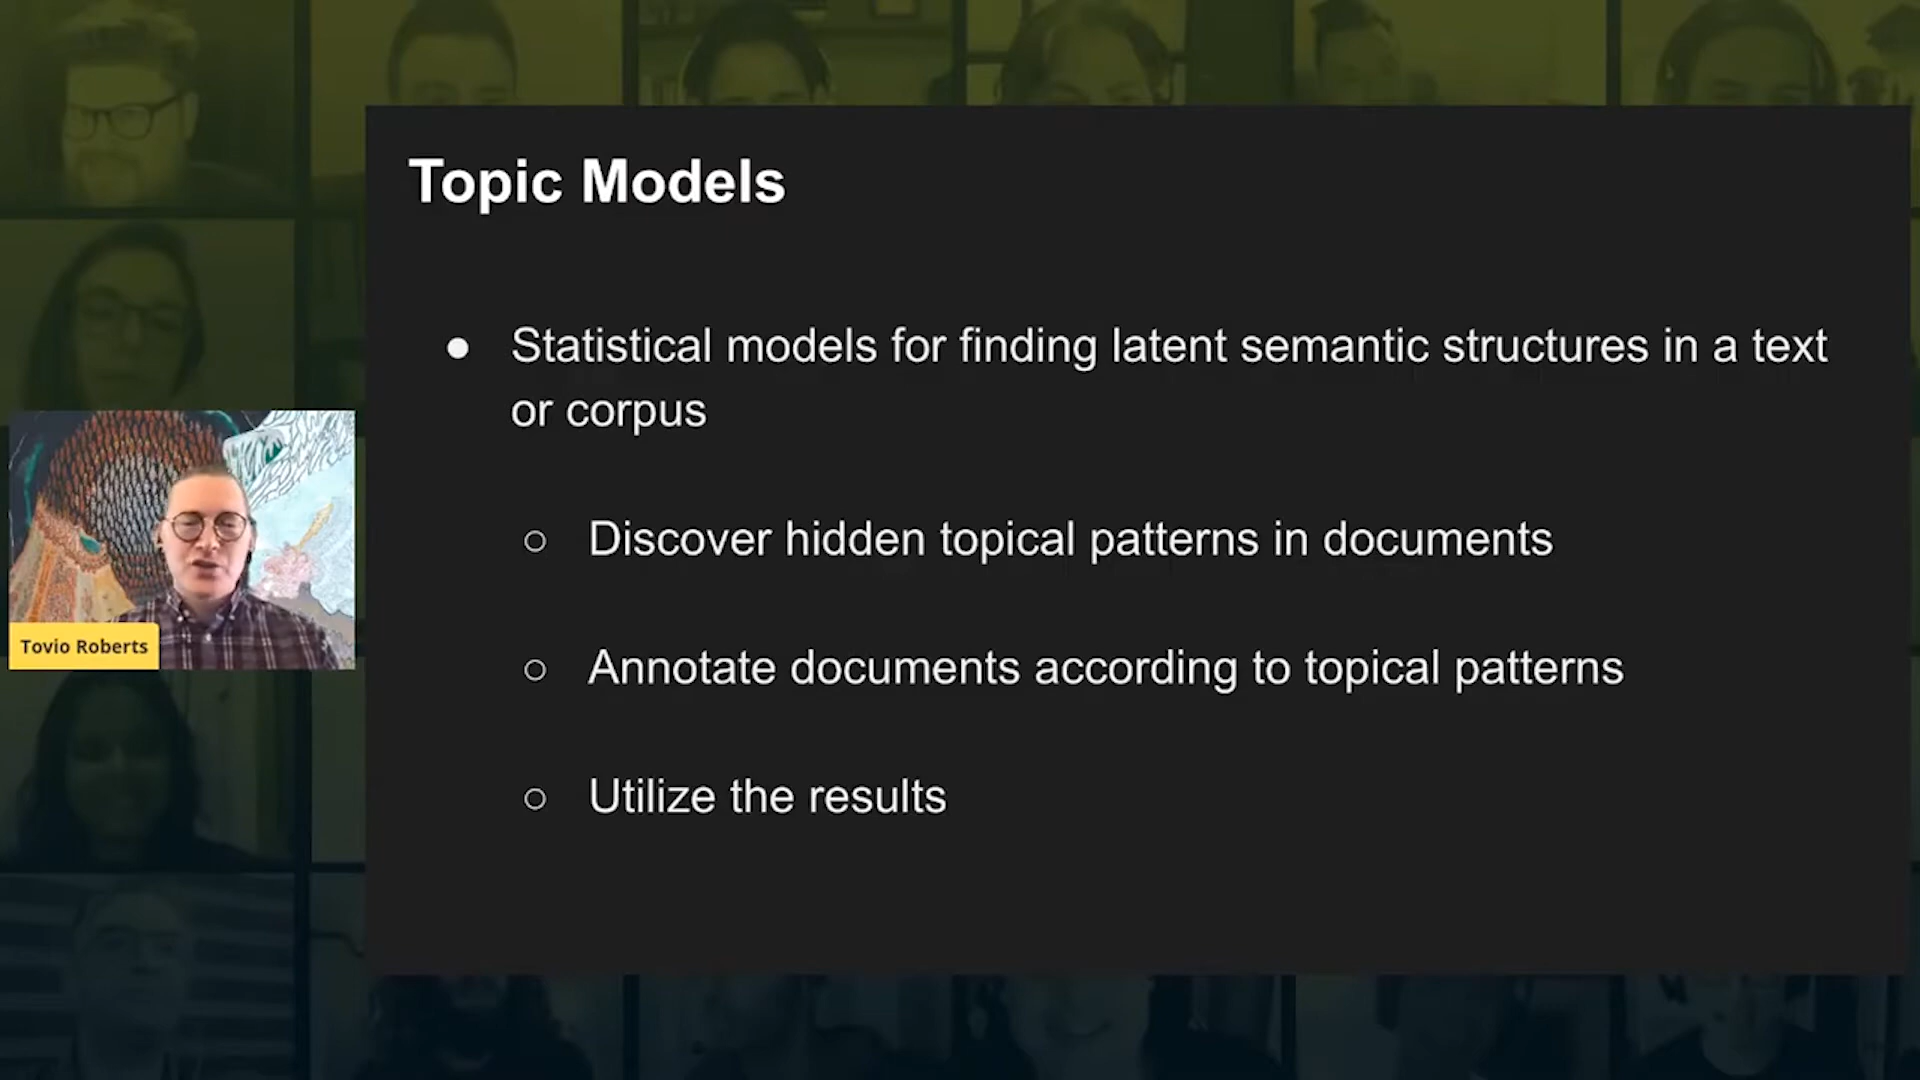 Topic Models
● Statistical models for finding latent semantic structures in a text
or corpus
○ Discover hidden topical patterns in documents
○ Annotate documents according to topical patterns
○ Utilize the results
Tovio Roberts